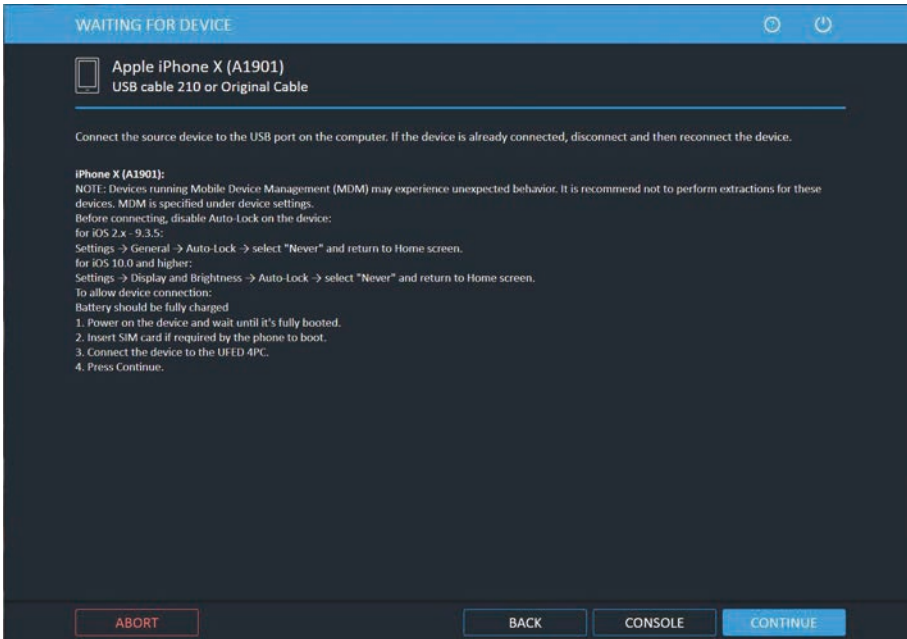 WAITING FOR DEVICE
Apple iPhone X (A1901)
USB cable 210 or Original Cable
Connect the source device to the USB port on the computer. If the device is already connected, disconnect and then reconnect the device.
iPhone X (A1901):
NOTE: Devices running Mobile Device Management (MDM) may experience unexpected behavior. It is recommend not to perform extractions for these
devices. MDM is specified under device settings.
Before connecting, disable Auto-Lock on the device:
for iOS 2.x - 9.3.5:
Settings → General → Auto-Lock → select "Never" and return to Home screen.
for iOS 10.0 and higher:
Settings → Display and Brightness → Auto-Lock → select "Never" and return to Home screen.
To allow device connection:
Battery should be fully charged
1. Power on the device and wait until it's fully booted.
2. Insert SIM card if required by the phone to boot.
3. Connect the device to the UFED 4PC.
4. Press Continue.
ABORT BACK CONSOLE CONTINUE